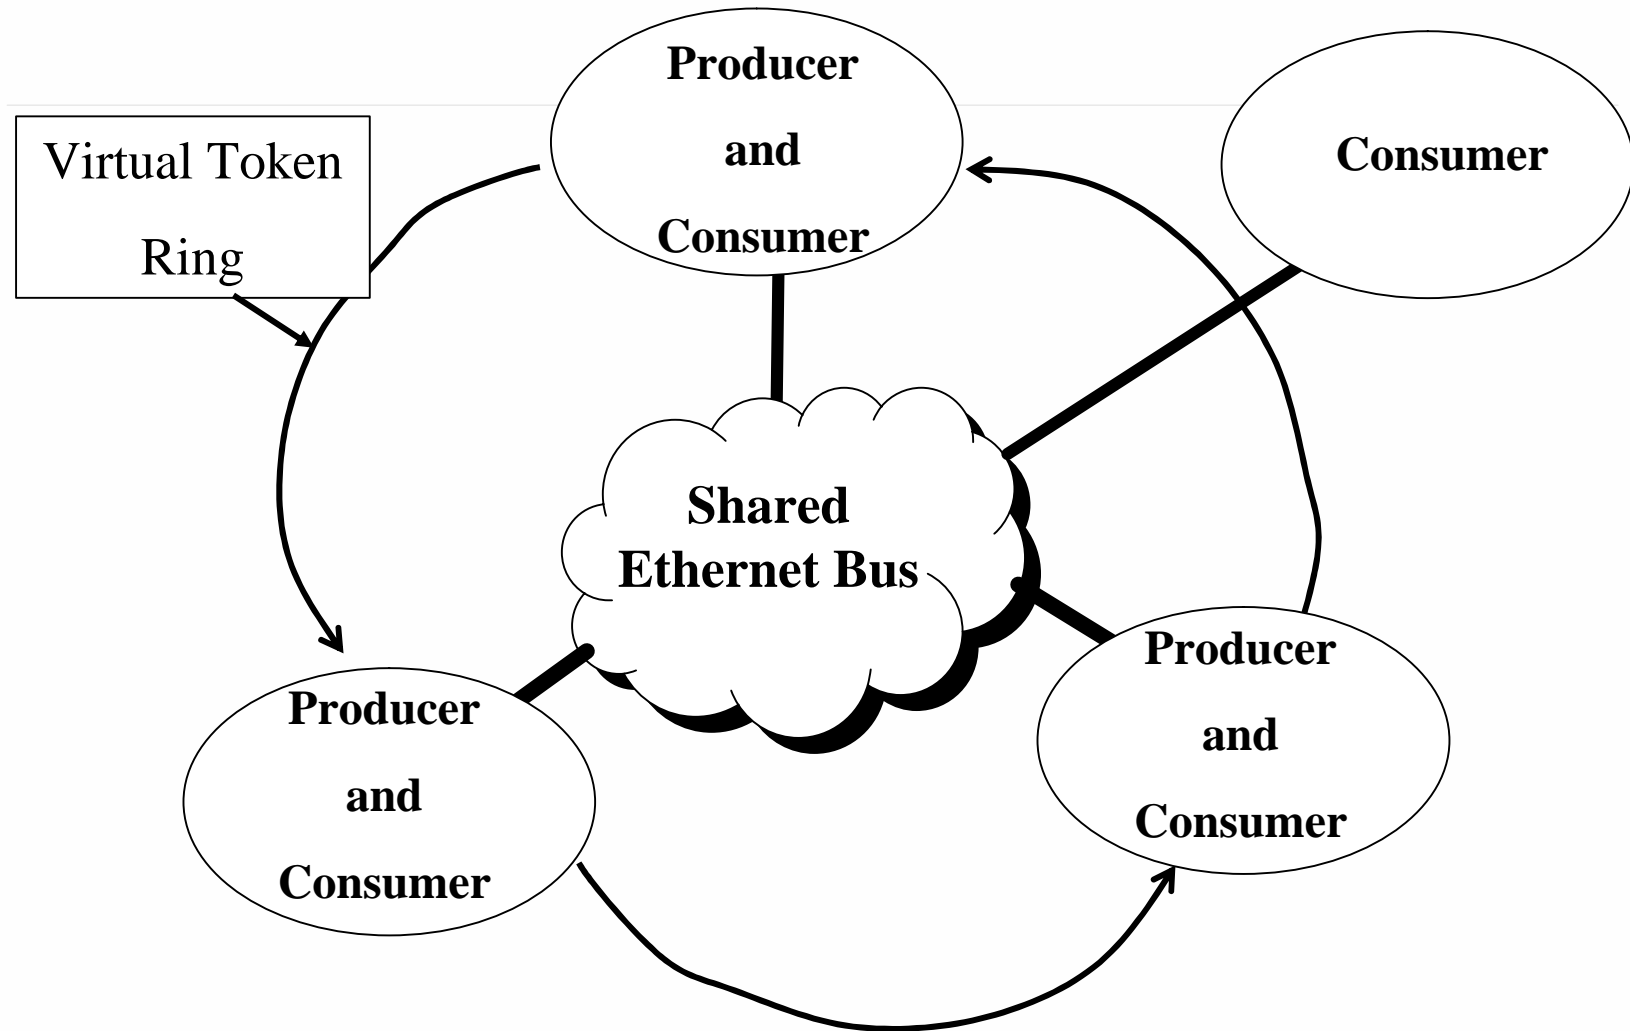 Producer
and
Consumer
Consumer
Virtual Token
Ring
Shared
Ethernet Bus
Producer
and
Consumer
Producer
and
Consumer